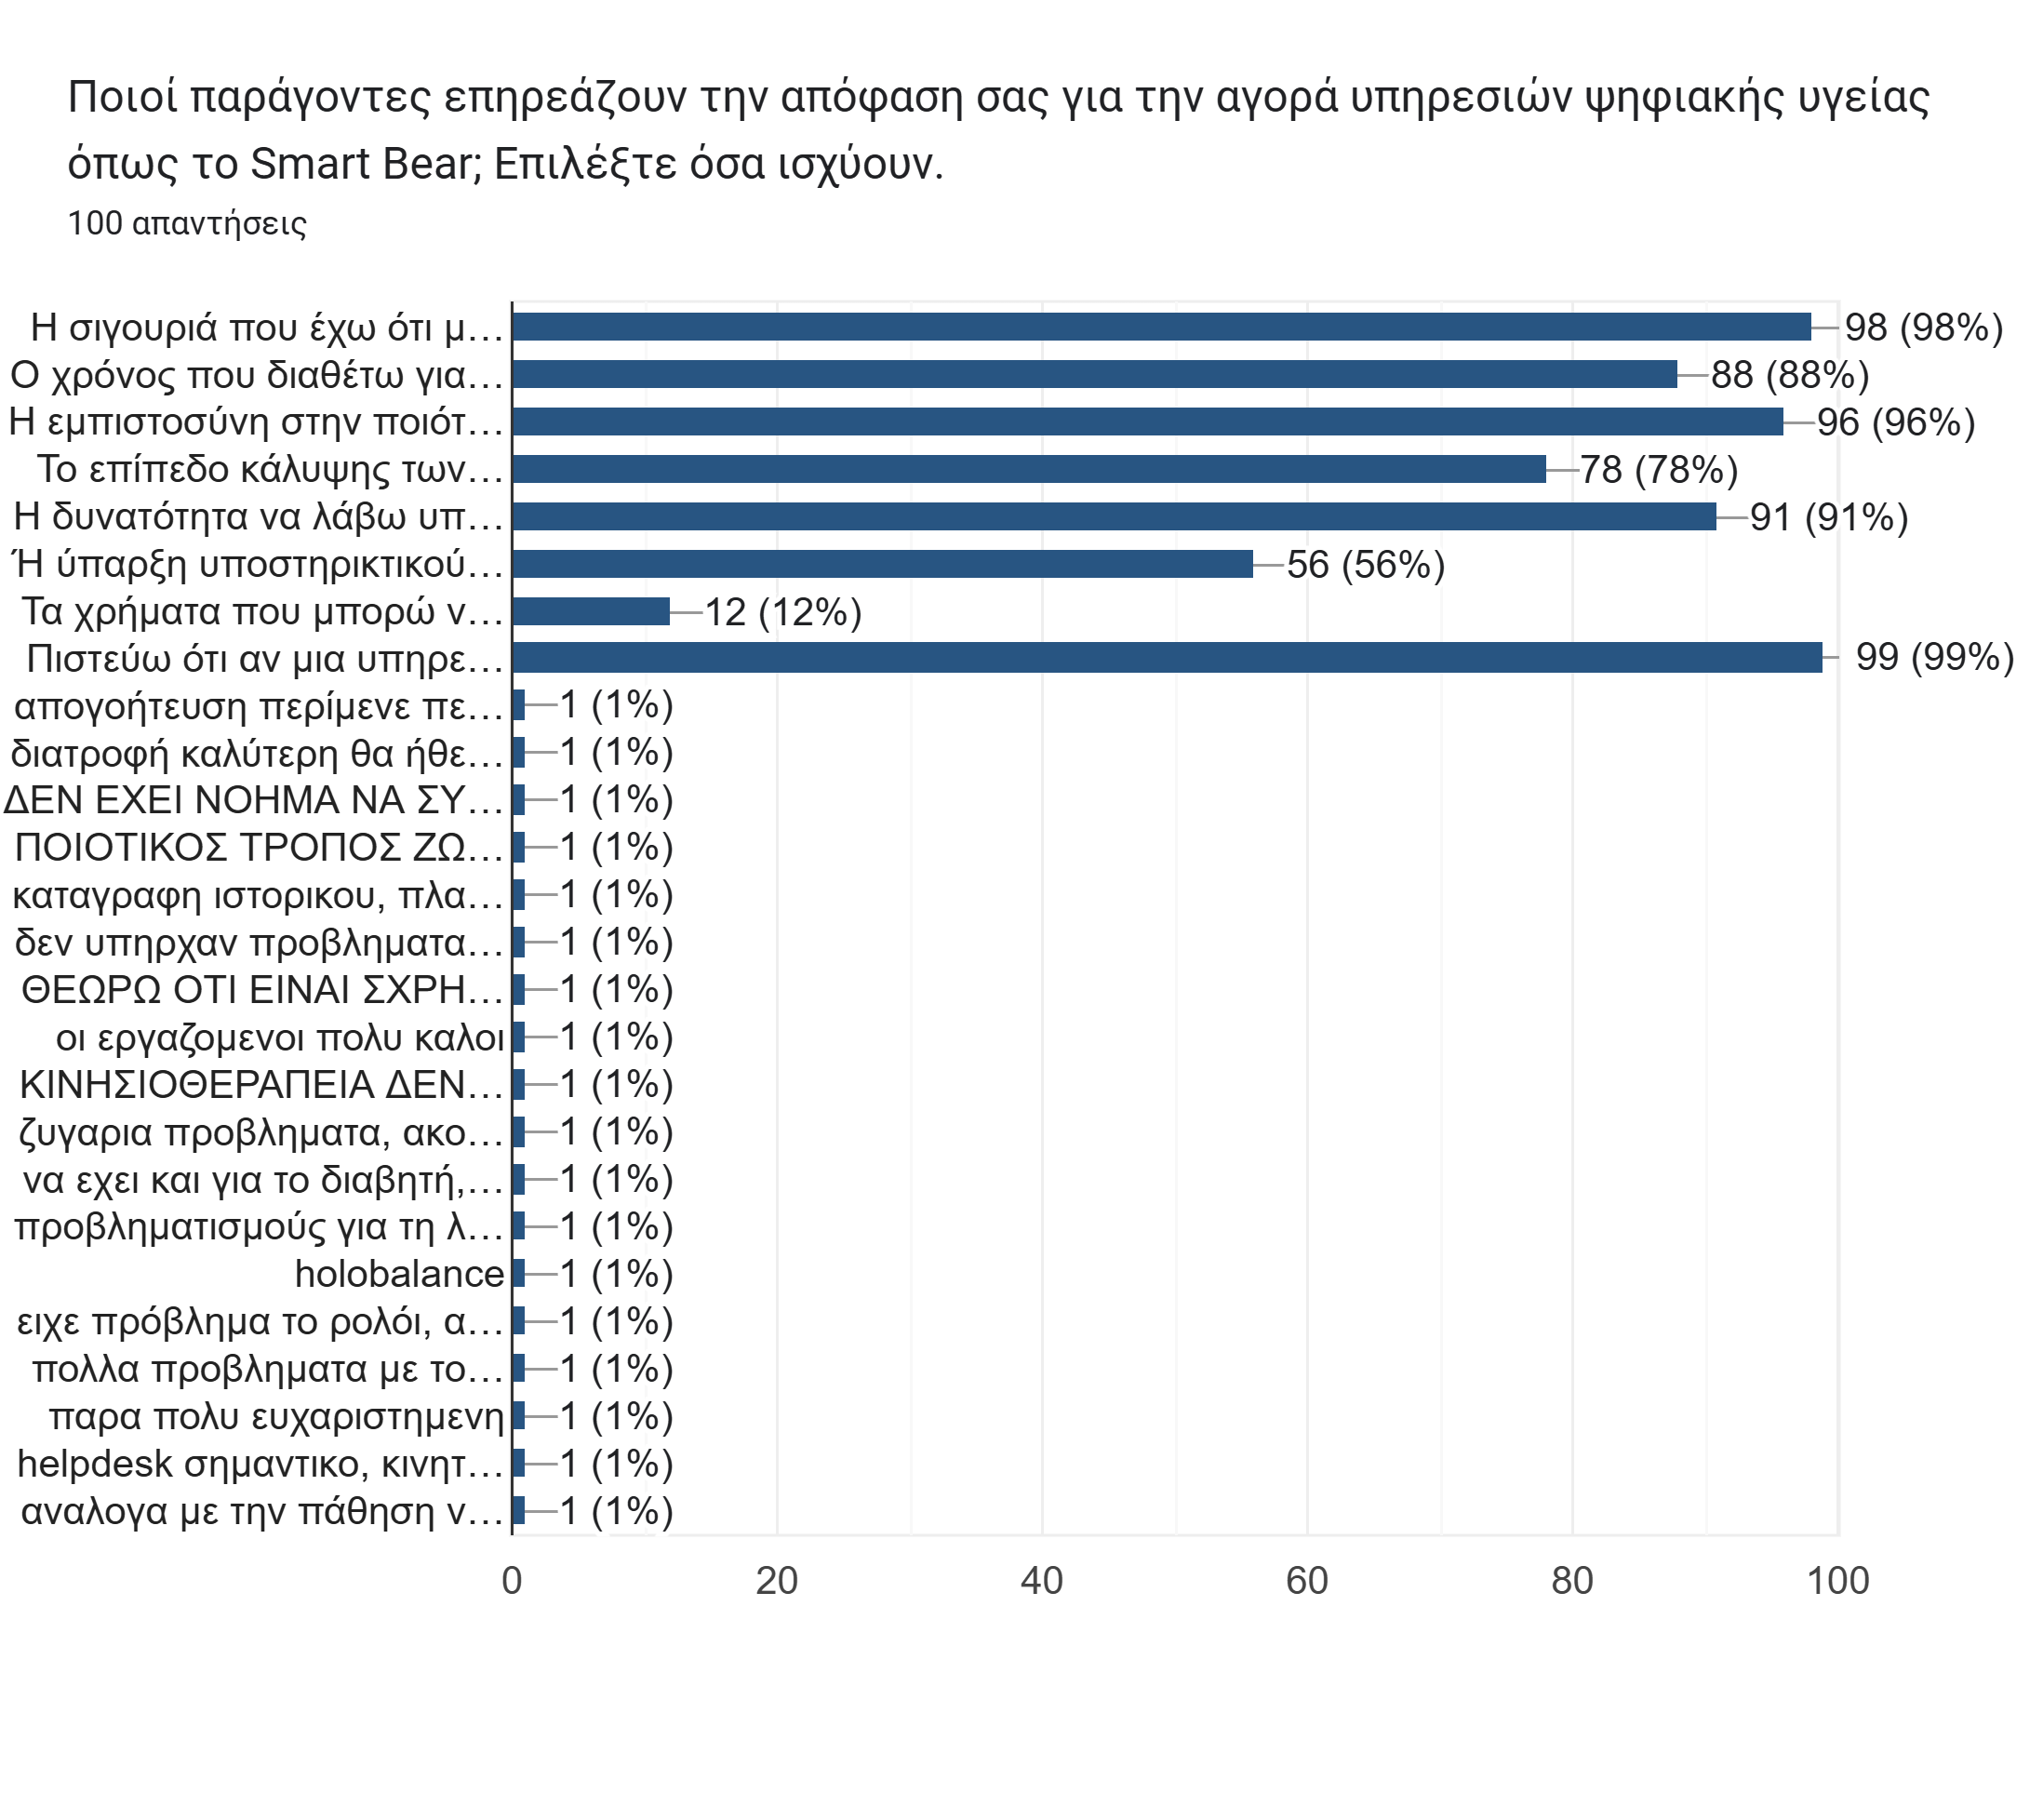 Ποιοί παράγοντες επηρεάζουν την απόφαση σας για την αγορά υπηρεσιών ψηφιακής υγείας
όπως το Smart Bear; Επιλέξτε όσα ισχύουν.
100 απαντήσεις
Η σιγουριά που έχω ότι μ… 98 (98%)
Ο χρόνος που διαθέτω για… 88 (88%)
Η εμπιστοσύνη στην ποιότ… 96 (96%)
Το επίπεδο κάλυψης των… 78 (78%)
Η δυνατότητα να λάβω υπ… 91 (91%)
Ή ύπαρξη υποστηρικτικού… 56 (56%)
Τα χρήματα που μπορώ ν… 12 (12%)
Πιστεύω ότι αν μια υπηρε… 99 (99%)
απογοήτευση περίμενε πε… 1 (1%)
διατροφή καλύτερη θα ήθε… 1 (1%)
ΔΕΝ ΕΧΕΙ ΝΟΗΜΑ ΝΑ ΣΥ… 1 (1%)
ΠΟΙΟΤΙΚΟΣ ΤΡΟΠΟΣ ΖΩ… 1 (1%)
καταγραφη ιστορικου, πλα… 1 (1%)
δεν υπηρχαν προβληματα… 1 (1%)
ΘΕΩΡΩ ΟΤΙ ΕΙΝΑΙ ΣΧΡΗ… 1 (1%)
οι εργαζομενοι πολυ καλοι 1 (1%)
ΚΙΝΗΣΙΟΘΕΡΑΠΕΙΑ ΔΕΝ… 1 (1%)
ζυγαρια προβληματα, ακο… 1 (1%)
να εχει και για το διαβητή,… 1 (1%)
προβληματισμούς για τη λ… 1 (1%)
holobalance 1 (1%)
ειχε πρόβλημα το ρολόι, α… 1 (1%)
πολλα προβληματα με το… 1 (1%)
παρα πολυ ευχαριστημενη 1 (1%)
helpdesk σημαντικο, κινητ… 1 (1%)
αναλογα με την πάθηση ν… 1 (1%)
0 20 40 60 80 100